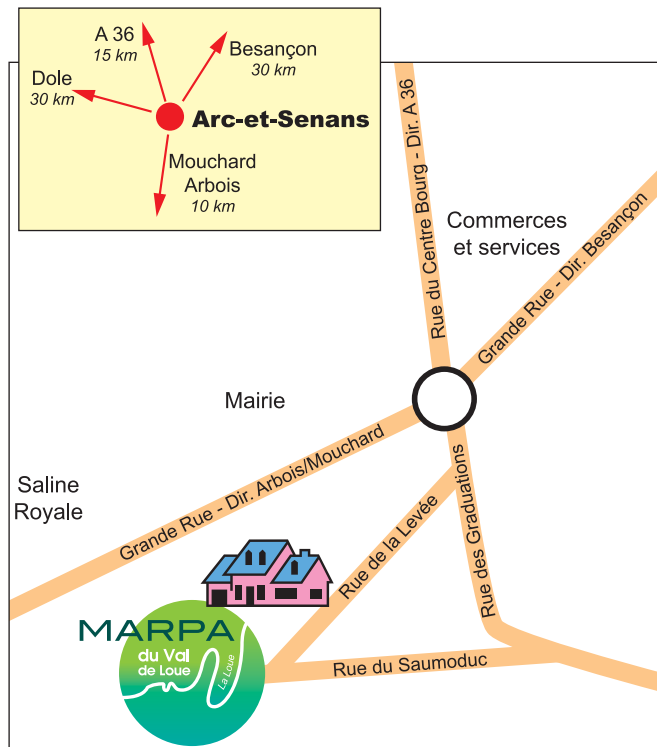 A 36
15 km
Besançon
30 km
Dole
30 km
Arc-et-Senans
Mouchard
Arbois
10 km
Rue du Centre Bourg - Dir. A 36
Commerces
et services
Grande Rue - Dir. Besançon
Mairie
Grande Rue - Dir. Arbois/Mouchard
Saline
Royale
Rue de la Levée
Rue des Graduations
MARPA
du Val
de Loue
La Loue
Rue du Saumoduc